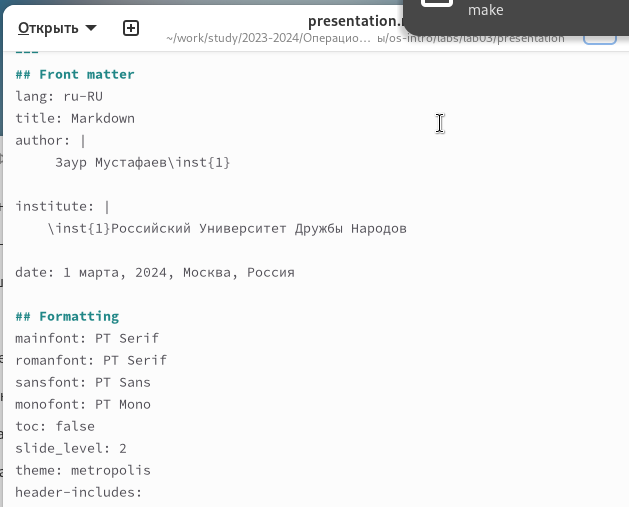 make
Открыть
presentation.
~/work/study/2023-2024/Операцио… ы/os-intro/labs/lab03/presentation
---
## Front matter
lang: ru-RU
title: Markdown
author: |
Заур Мустафаев\inst{1}
institute: |
\inst{1}Российский Университет Дружбы Народов
date: 1 марта, 2024, Москва, Россия
## Formatting
mainfont: PT Serif
romanfont: PT Serif
sansfont: PT Sans
monofont: PT Mono
toc: false
slide_level: 2
theme: metropolis
header-includes: